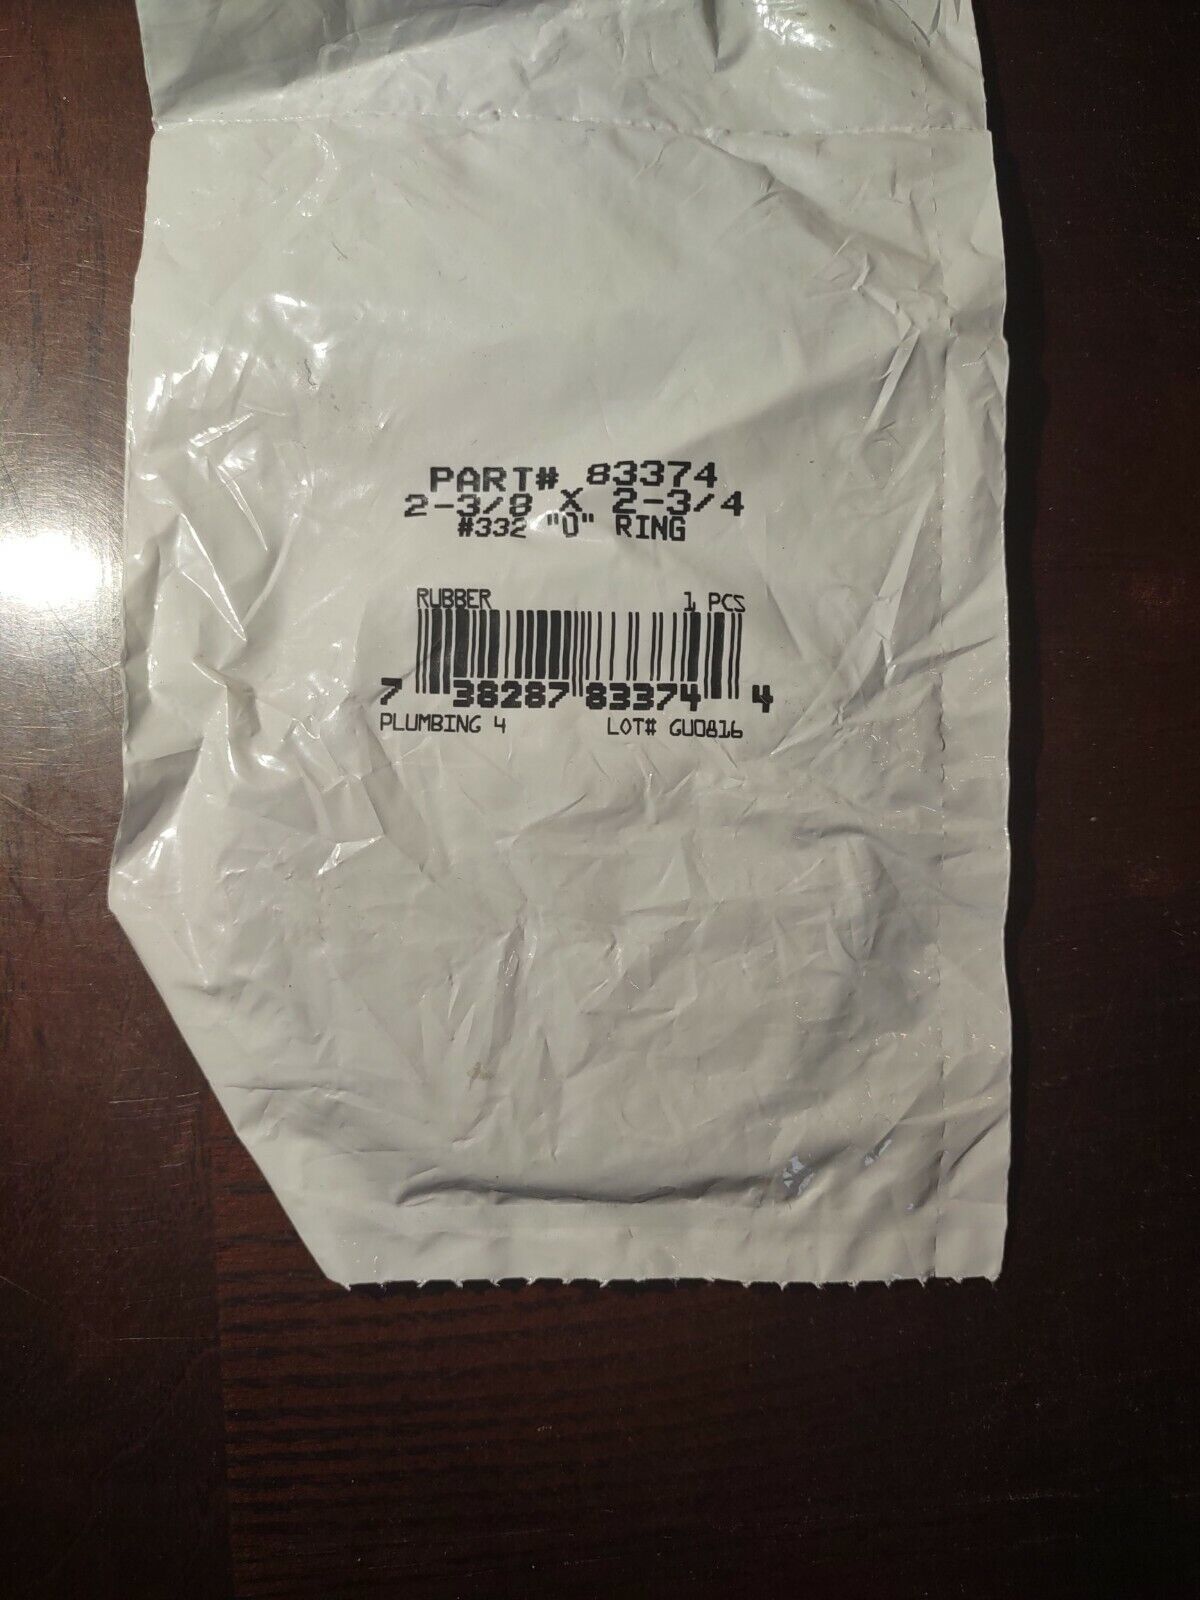 PART# 83374
2-3/8 X 2-3/4
#332 "O" RING
RUBBER 1 PCS
7 38287 83374 4
PLUMBING 4 LOT# GU0816